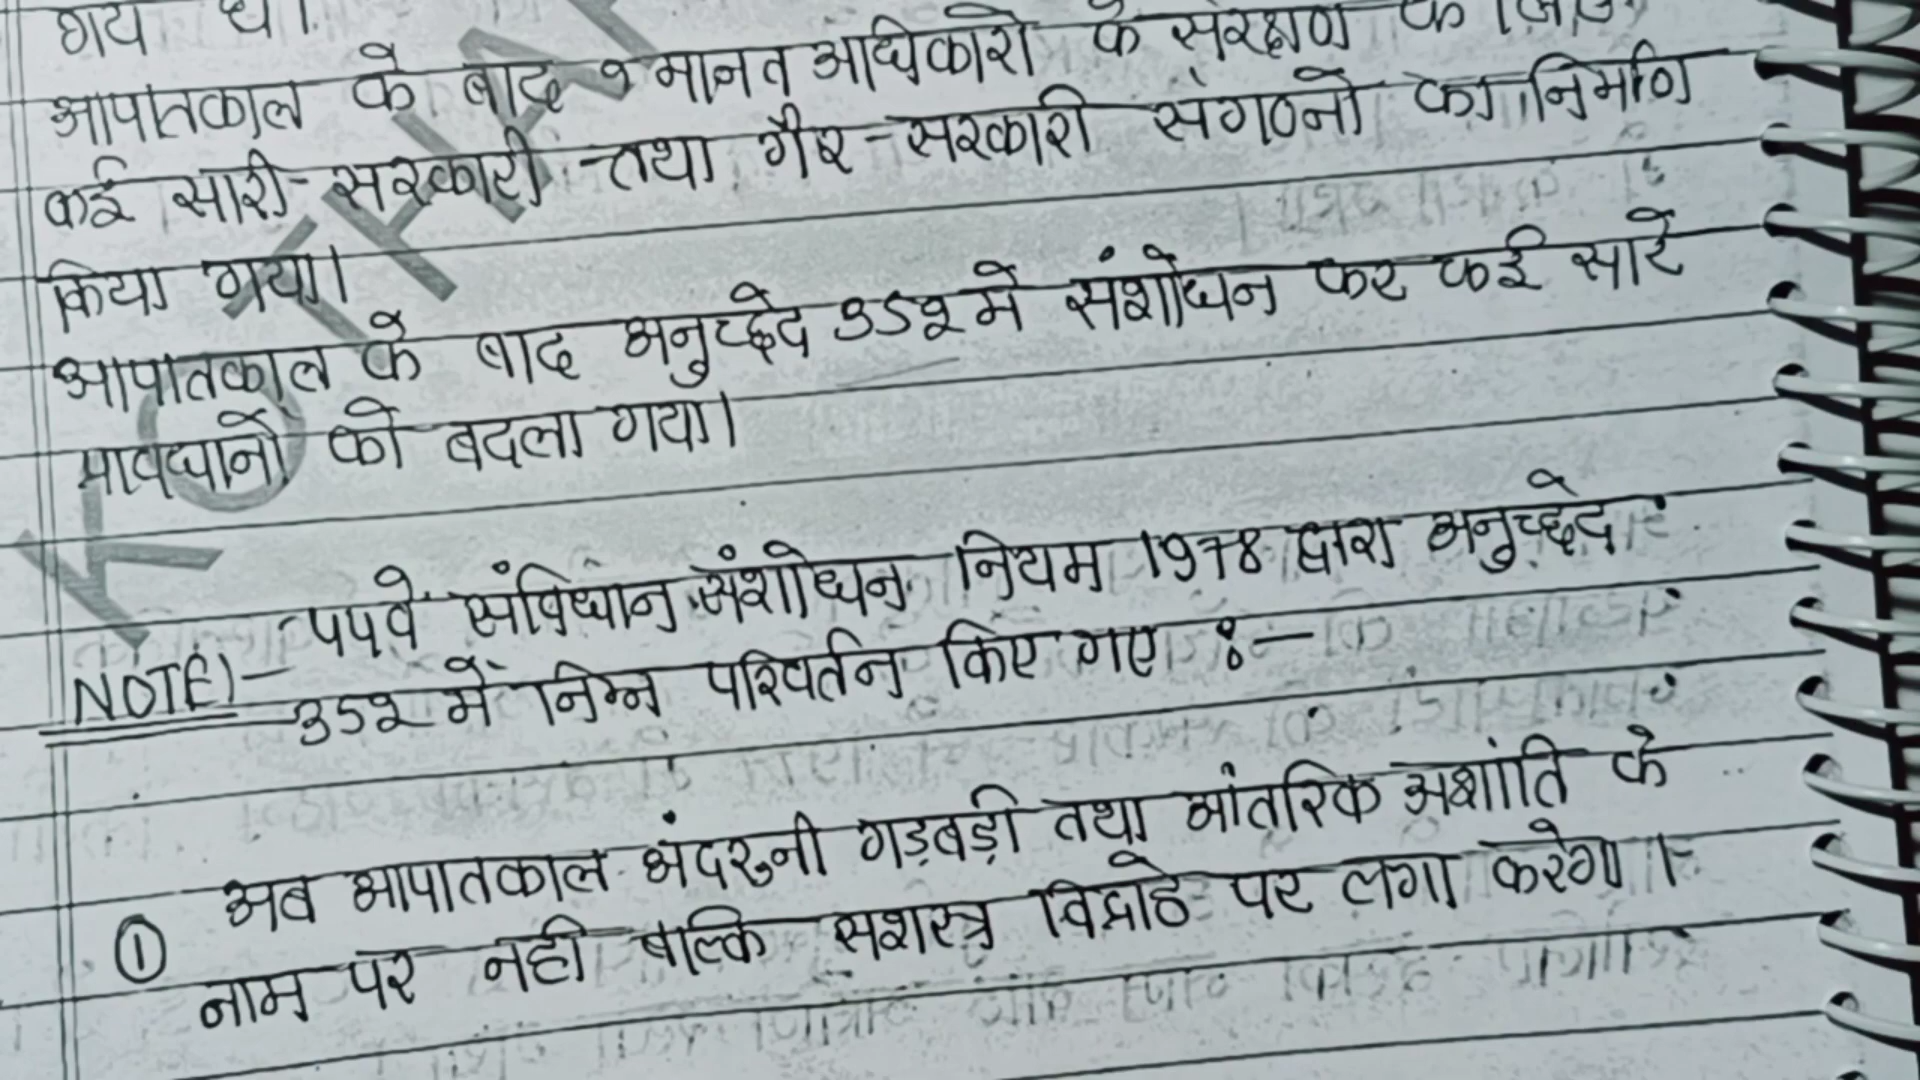 गये थे।
आपातकाल के बाद मानव अधिकारों के संरक्षण के लिए
कई सारी सरकारी तथा गैर-सरकारी संगठनों का निर्माण
किया गया।
आपातकाल के बाद अनुच्छेद 352 में संशोधन कर कई सारे
प्रावधानों को बदला गया।
NOTE)- ५५वें संविधान संशोधन नियम 1978 द्वारा अनुच्छेद
352 में निम्न परिवर्तन किए गए :-
① अब आपातकाल अंदरुनी गड़बड़ी तथा आंतरिक अशांति के
नाम पर नही बल्कि सशस्त्र विद्रोह पर लगा करेगा।